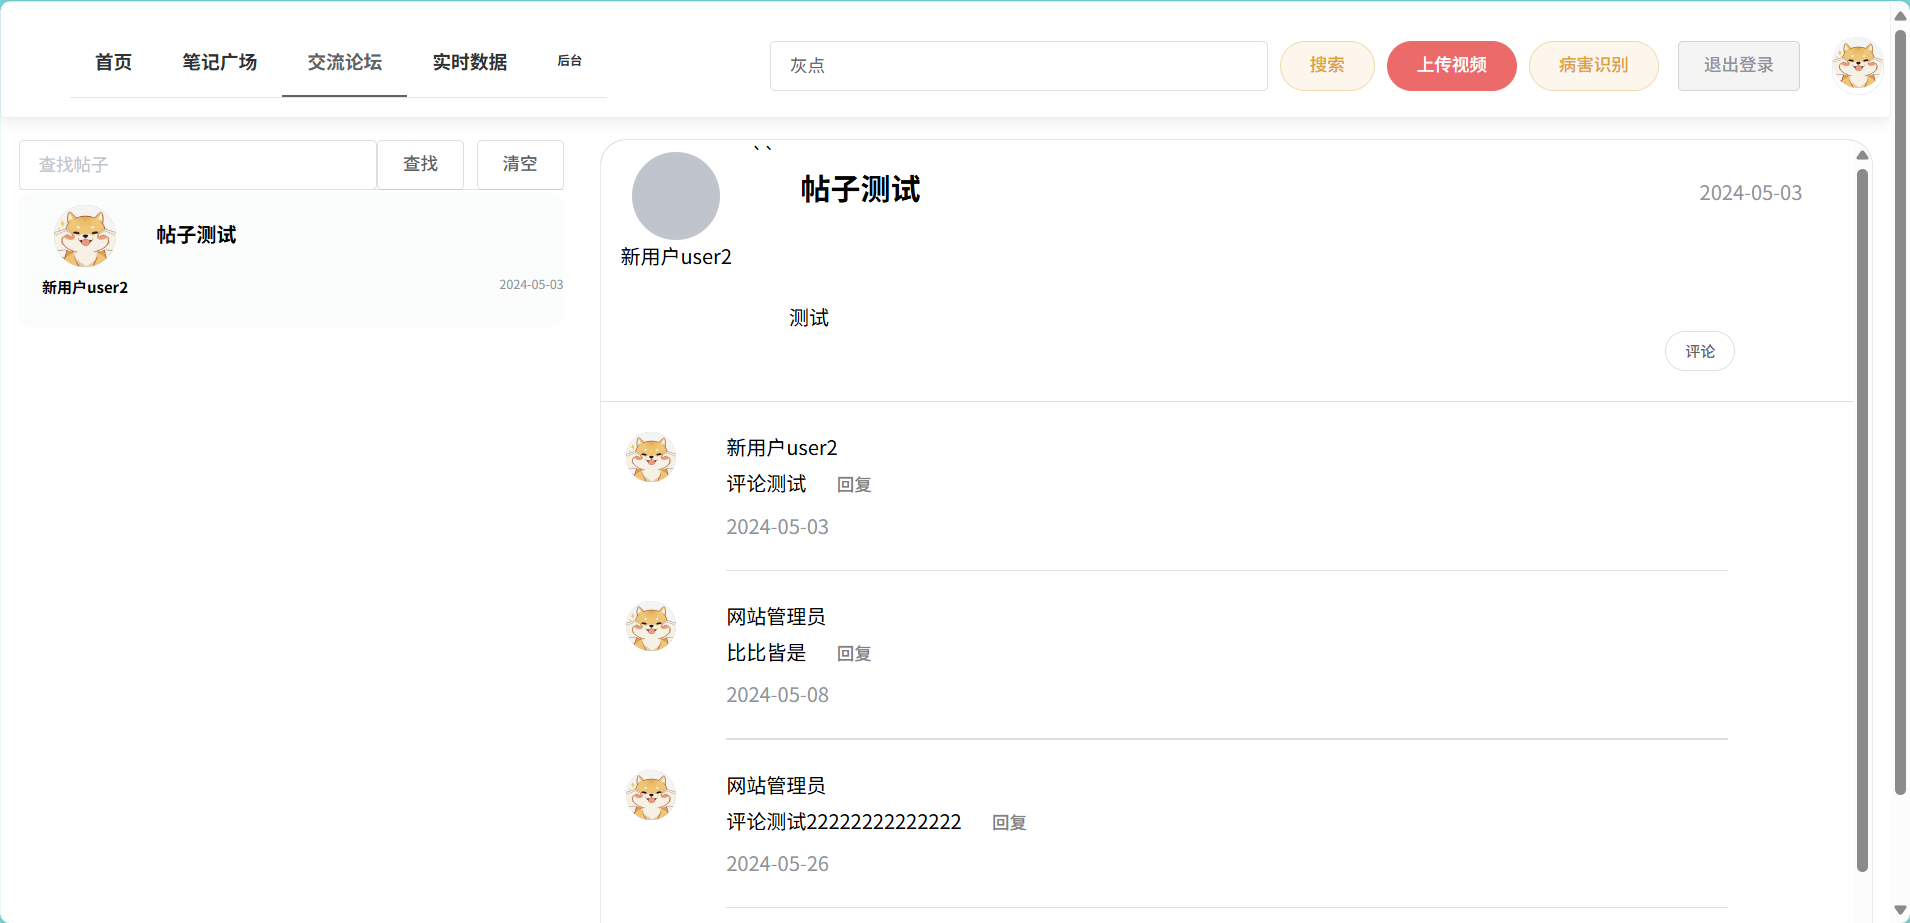 首页 笔记广场 交流论坛 实时数据 后台 灰点 搜索 上传视频 病害识别 退出登录
查找帖子 查找 清空
帖子测试
新用户user2 2024-05-03
` `
帖子测试 2024-05-03
新用户user2
测试
评论
新用户user2
评论测试 回复
2024-05-03
网站管理员
比比皆是 回复
2024-05-08
网站管理员
评论测试22222222222222 回复
2024-05-26